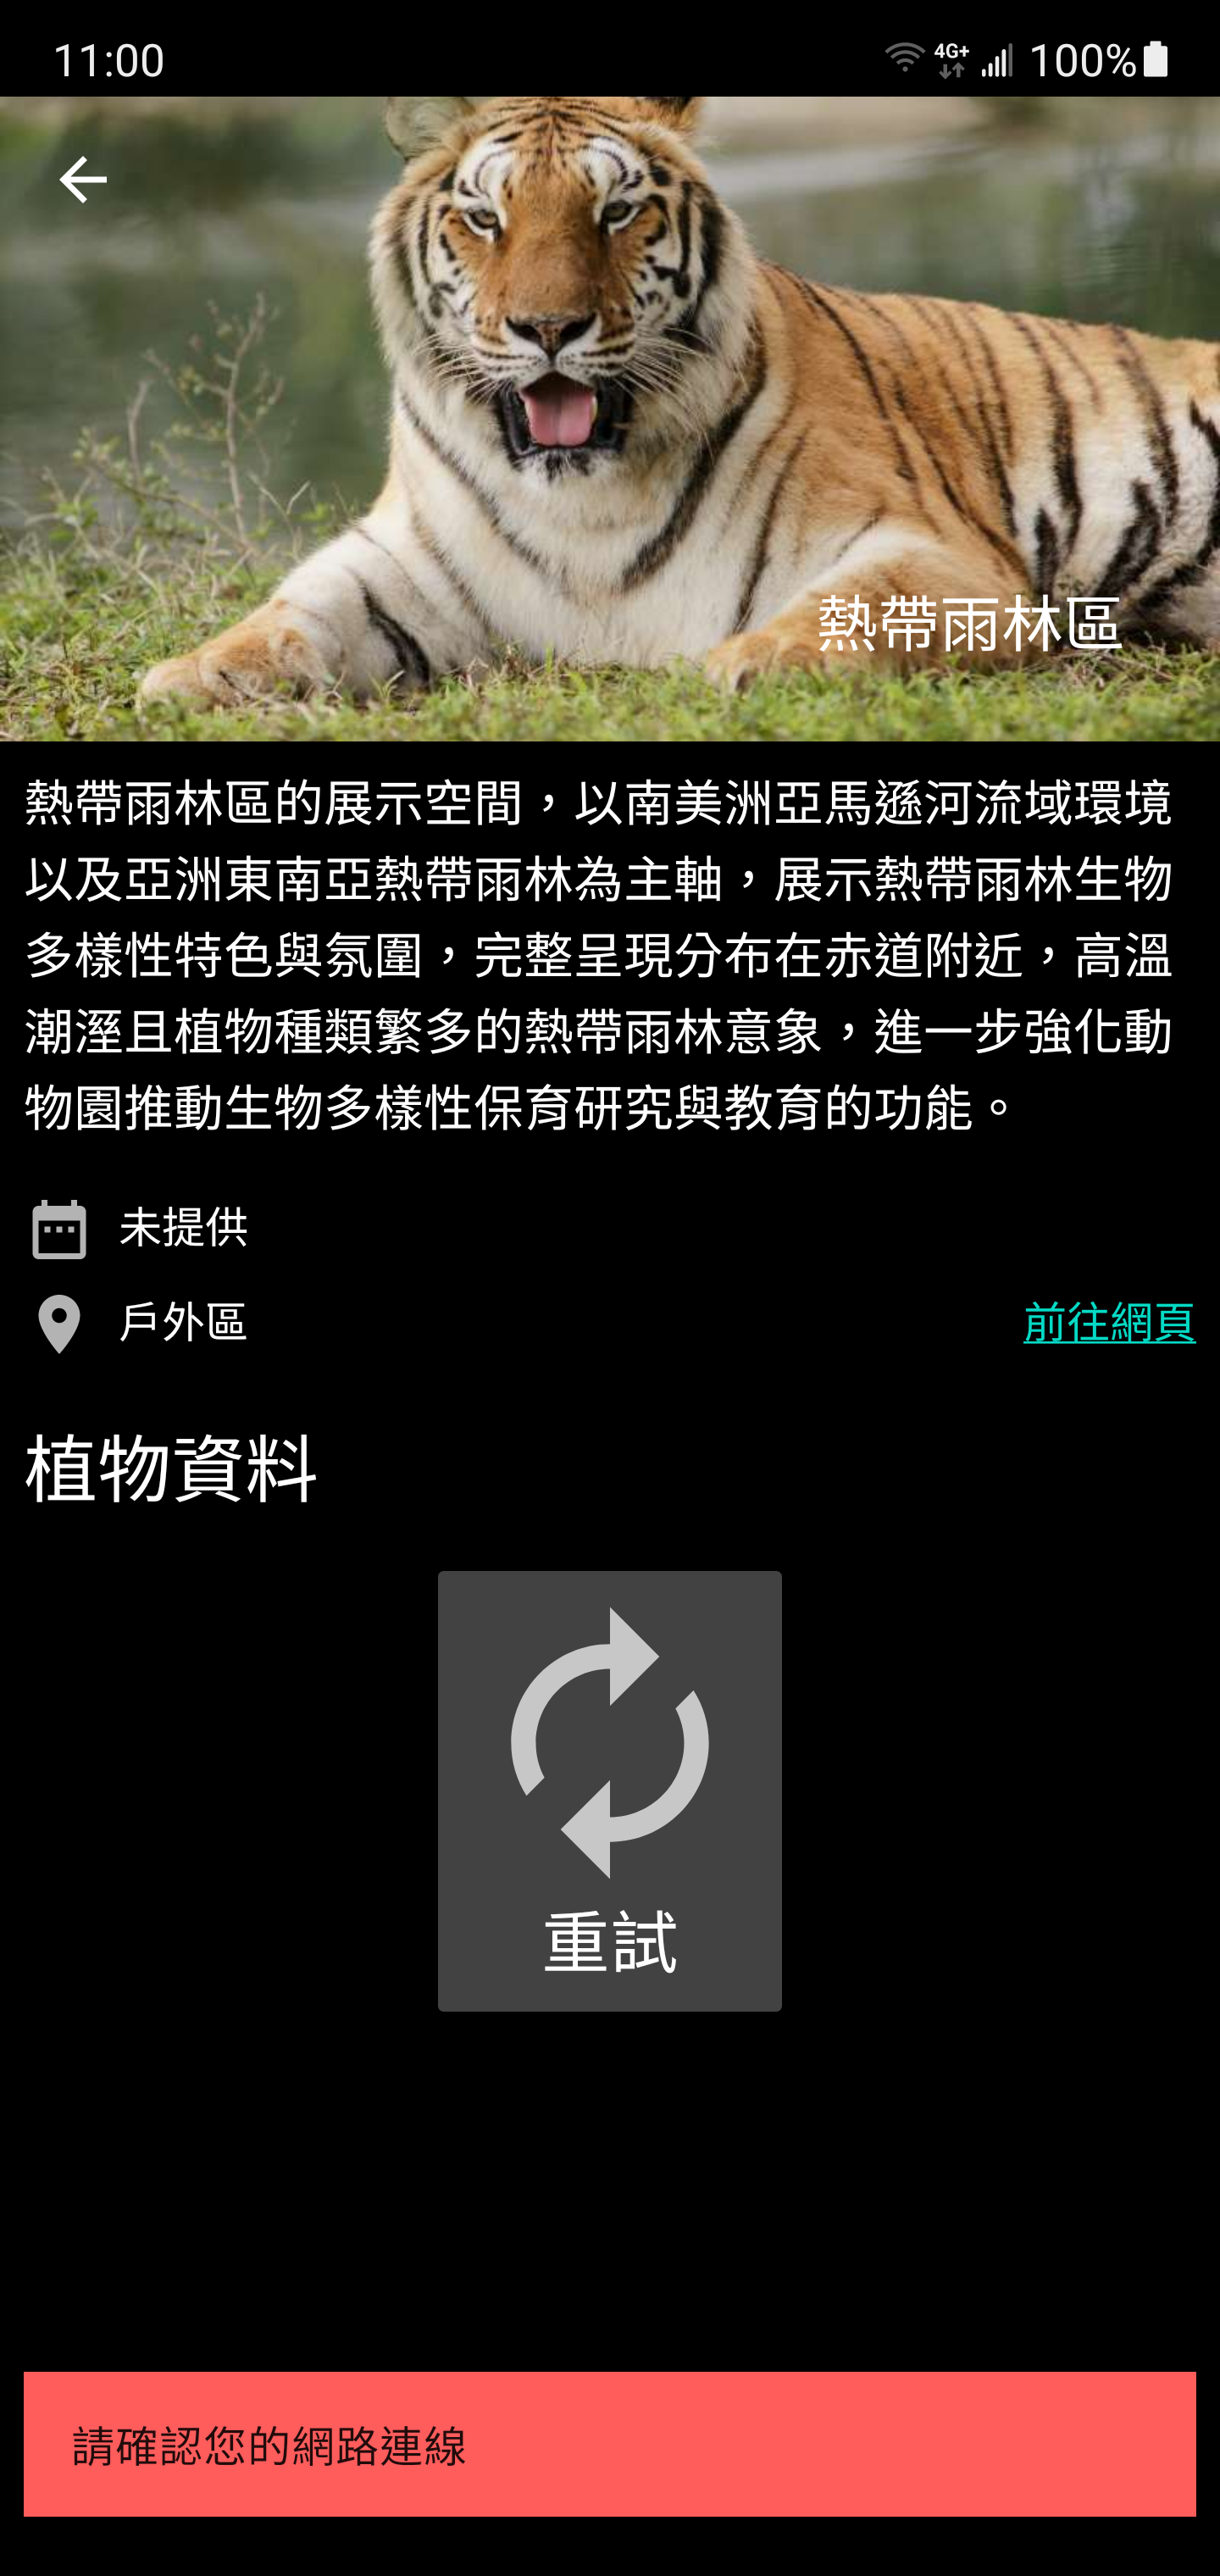 11:00 4G+ 100%
熱帶雨林區
熱帶雨林區的展示空間，以南美洲亞馬遜河流域環境
以及亞洲東南亞熱帶雨林為主軸，展示熱帶雨林生物
多樣性特色與氛圍，完整呈現分布在赤道附近，高溫
潮溼且植物種類繁多的熱帶雨林意象，進一步強化動
物園推動生物多樣性保育研究與教育的功能。
未提供
戶外區 前往網頁
植物資料
重試
請確認您的網路連線